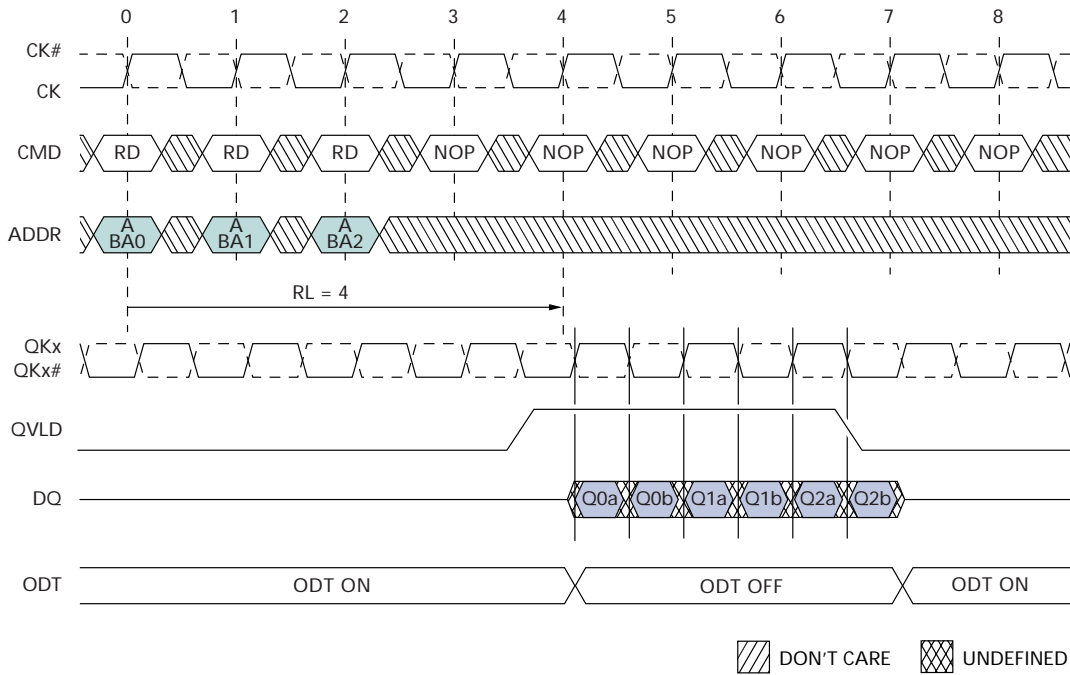 0 1 2 3 4 5 6 7 8
CK#
CK
CMD RD RD RD NOP NOP NOP NOP NOP NOP
ADDR A BA0 A BA1 A BA2
RL = 4
QKx
QKx#
QVLD
DQ Q0a Q0b Q1a Q1b Q2a Q2b
ODT ODT ON ODT OFF ODT ON
DON'T CARE UNDEFINED